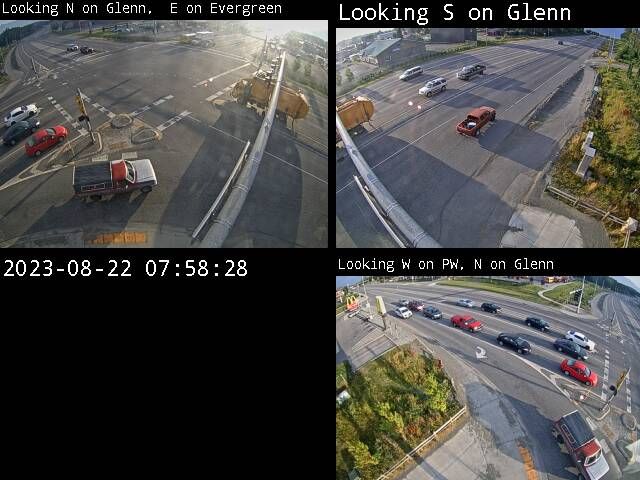 Looking N on Glenn,  E on Evergreen
Looking S on Glenn
2023-08-22 07:58:28
Looking W on PW, N on Glenn